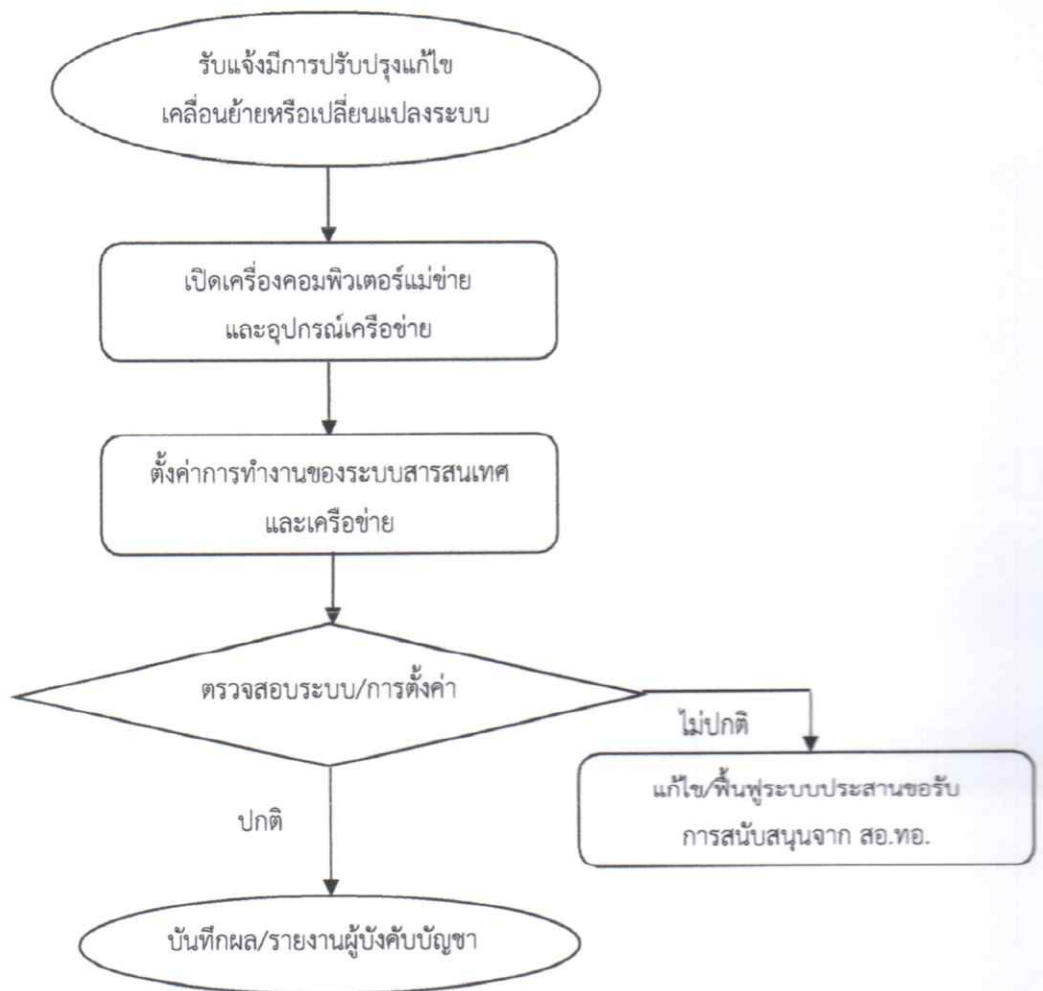 รับแจ้งมีการปรับปรุงแก้ไข
เคลื่อนย้ายหรือเปลี่ยนแปลงระบบ
เปิดเครื่องคอมพิวเตอร์แม่ข่าย
และอุปกรณ์เครือข่าย
ตั้งค่าการทำงานของระบบสารสนเทศ
และเครือข่าย
ตรวจสอบระบบ/การตั้งค่า
ไม่ปกติ
แก้ไข/ฟื้นฟูระบบประสานขอรับ
การสนับสนุนจาก สอ.ทอ.
ปกติ
บันทึกผล/รายงานผู้บังคับบัญชา